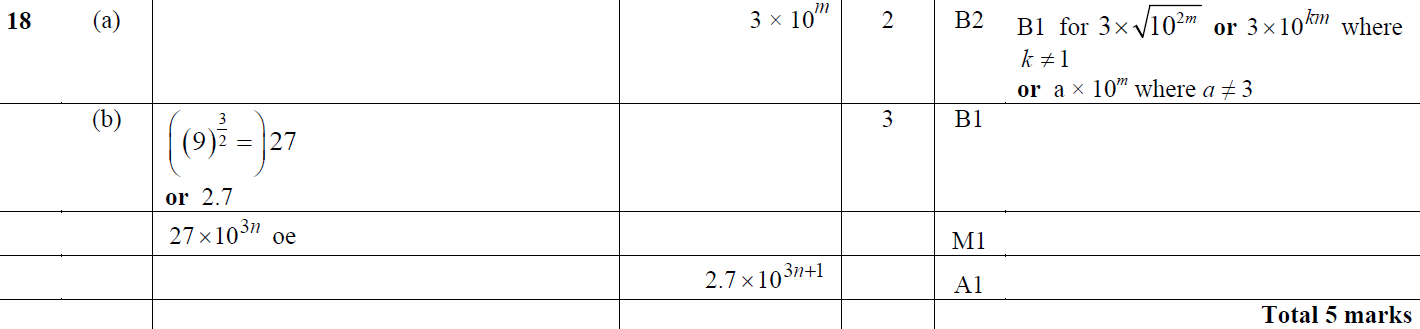 18 (a) 3 × 10^m 2 B2 B1 for 3×√(10^{2m}) or 3×10^{km} where
k ≠ 1
or a × 10^m where a ≠ 3
(b) ((9)^{3/2} =) 27 3 B1
or 2.7
27×10^{3n} oe M1
2.7×10^{3n+1} A1
Total 5 marks